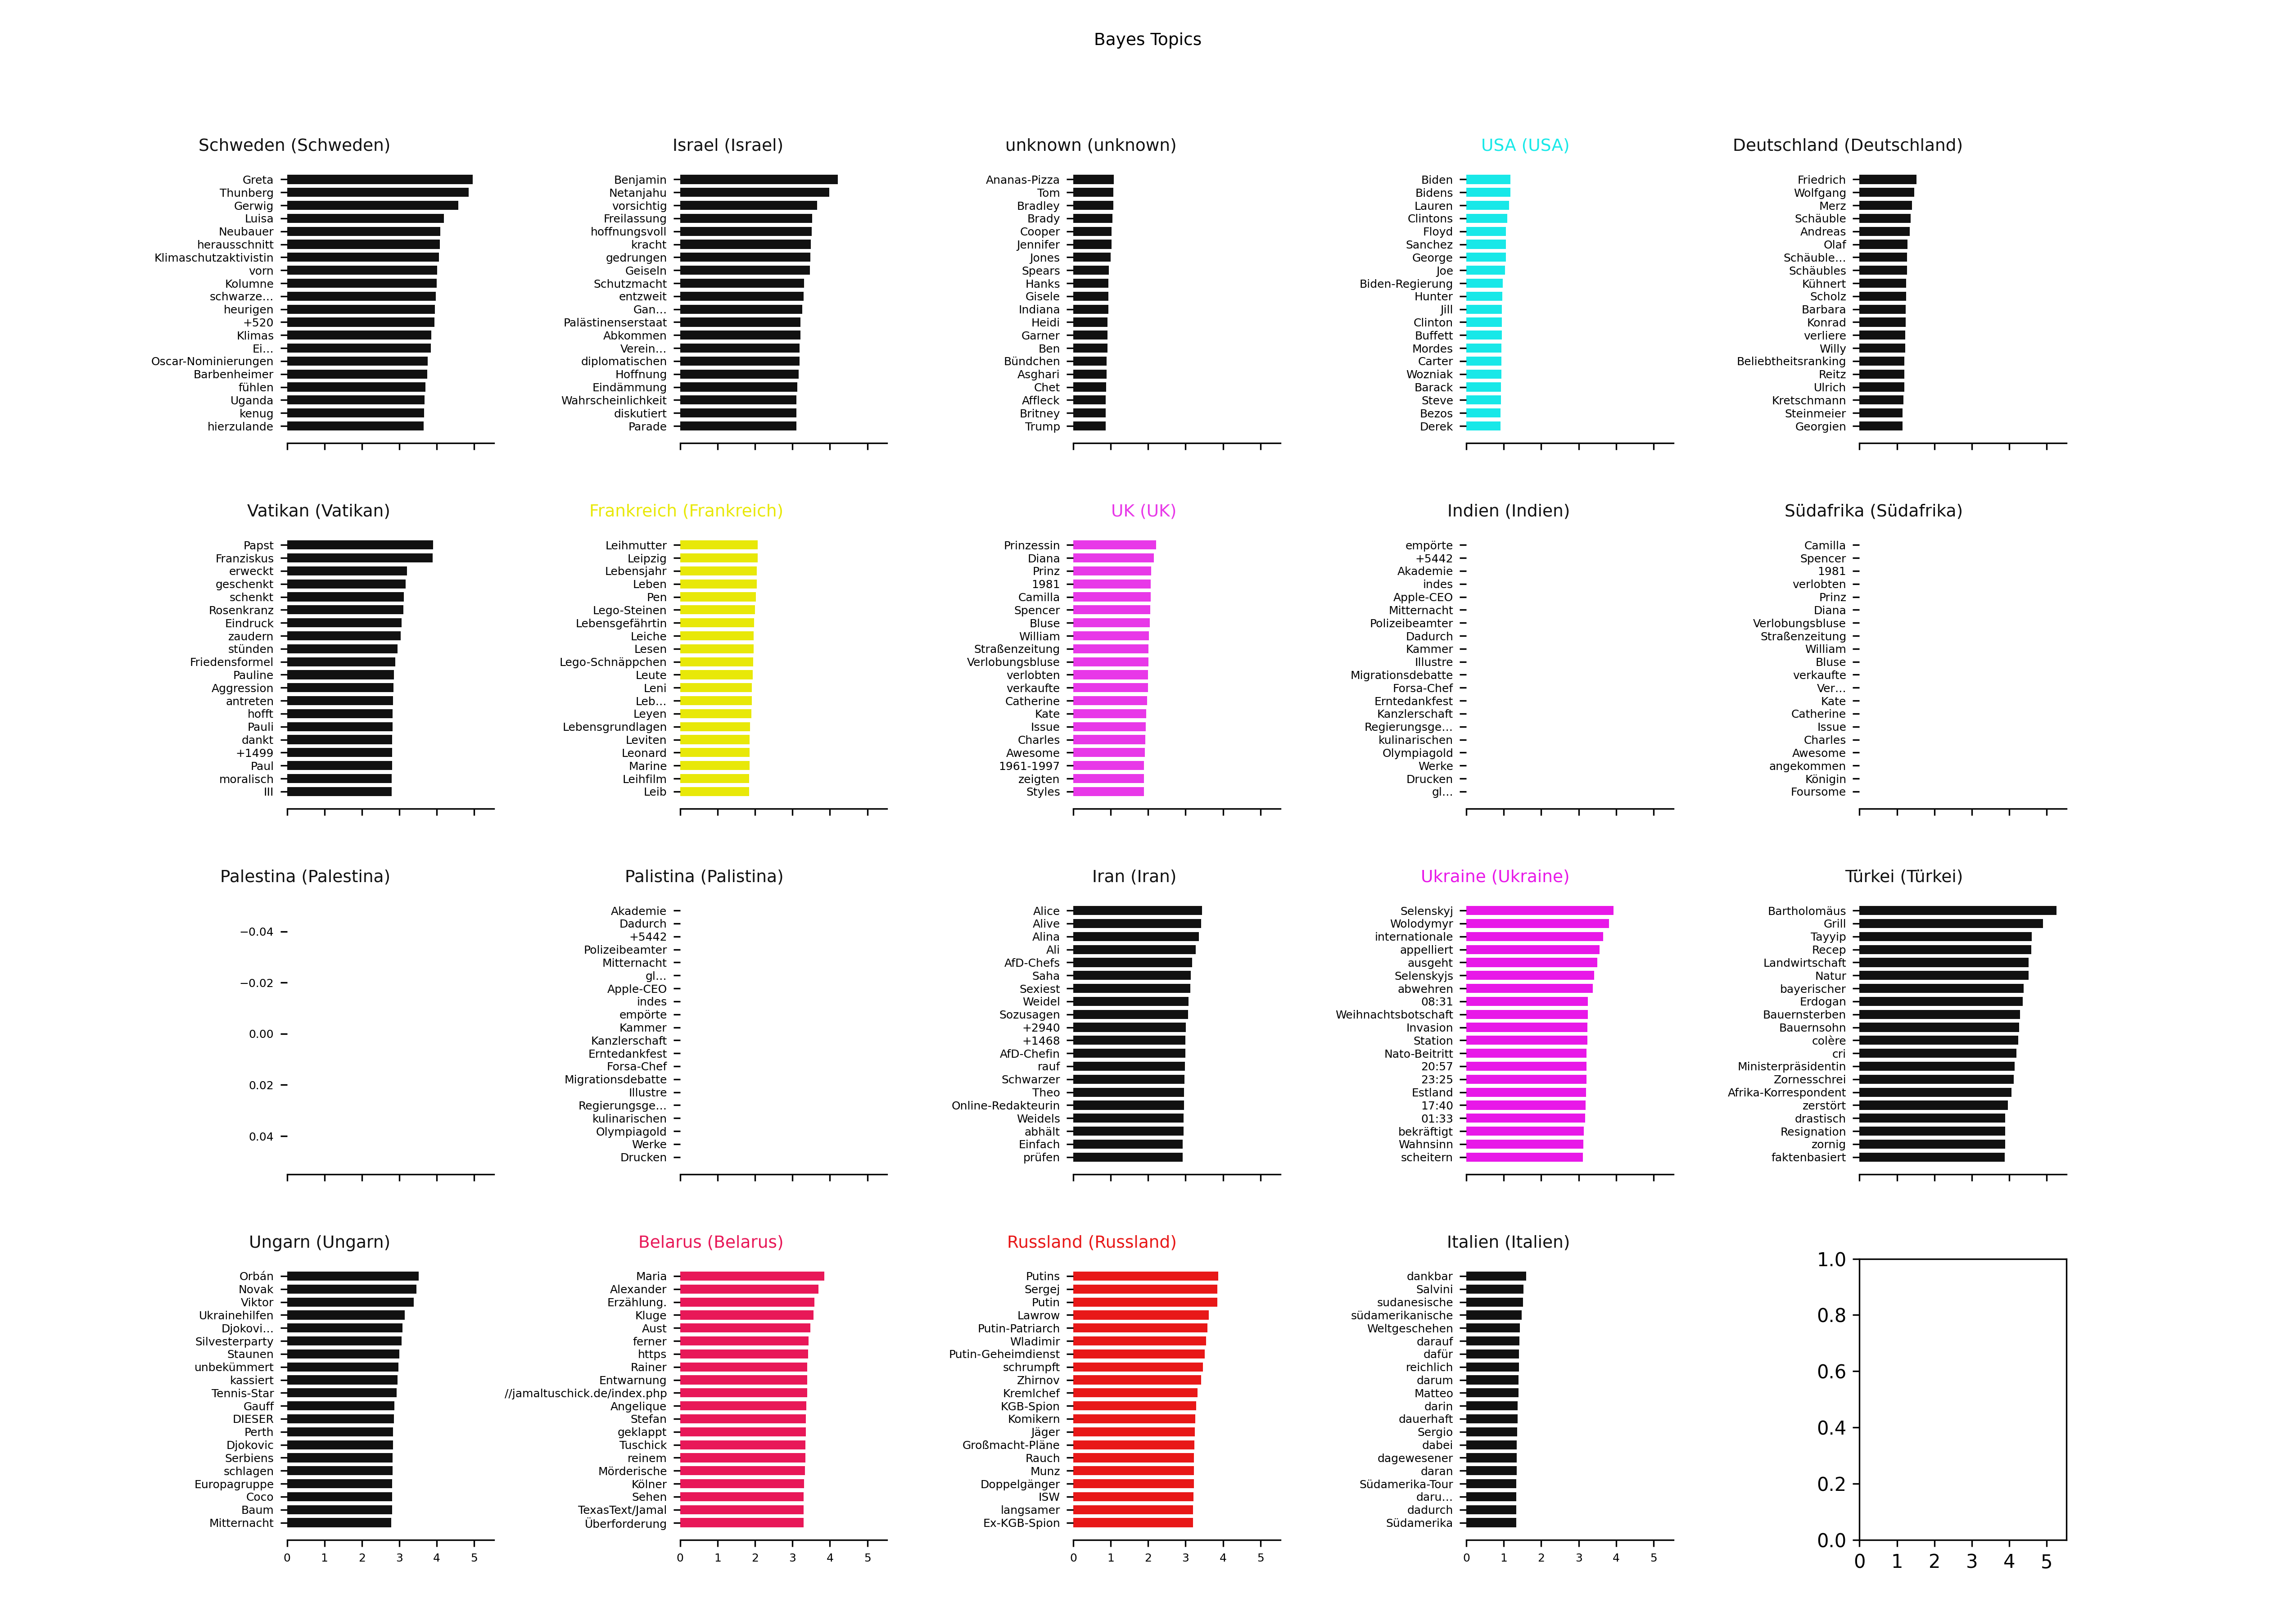 Bayes Topics
Schweden (Schweden)
Greta
Thunberg
Gerwig
Luisa
Neubauer
herausschnitt
Klimaschutzaktivistin
vorn
Kolumne
schwarze…
heurigen
+520
Klimas
Ei…
Oscar-Nominierungen
Barbenheimer
fühlen
Uganda
kenug
hierzulande
Israel (Israel)
Benjamin
Netanjahu
vorsichtig
Freilassung
hoffnungsvoll
kracht
gedrungen
Geiseln
Schutzmacht
entzweit
Gan…
Palästinenserstaat
Abkommen
Verein…
diplomatischen
Hoffnung
Eindämmung
Wahrscheinlichkeit
diskutiert
Parade
unknown (unknown)
Ananas-Pizza
Tom
Bradley
Brady
Cooper
Jennifer
Jones
Spears
Hanks
Gisele
Indiana
Heidi
Garner
Ben
Bündchen
Asghari
Chet
Affleck
Britney
Trump
USA (USA)
Biden
Bidens
Lauren
Clintons
Floyd
Sanchez
George
Joe
Biden-Regierung
Hunter
Jill
Clinton
Buffett
Mordes
Carter
Wozniak
Barack
Steve
Bezos
Derek
Deutschland (Deutschland)
Friedrich
Wolfgang
Merz
Schäuble
Andreas
Olaf
Schäuble…
Schäubles
Kühnert
Scholz
Barbara
Konrad
verliere
Willy
Beliebtheitsranking
Reitz
Ulrich
Kretschmann
Steinmeier
Georgien
Vatikan (Vatikan)
Papst
Franziskus
erweckt
geschenkt
schenkt
Rosenkranz
Eindruck
zaudern
stünden
Friedensformel
Pauline
Aggression
antreten
hofft
Pauli
dankt
+1499
Paul
moralisch
III
Frankreich (Frankreich)
Leihmutter
Leipzig
Lebensjahr
Leben
Pen
Lego-Steinen
Lebensgefährtin
Leiche
Lesen
Lego-Schnäppchen
Leute
Leni
Leb…
Leyen
Lebensgrundlagen
Leviten
Leonard
Marine
Leihfilm
Leib
UK (UK)
Prinzessin
Diana
Prinz
1981
Camilla
Spencer
Bluse
William
Straßenzeitung
Verlobungsbluse
verlobten
verkaufte
Catherine
Kate
Issue
Charles
Awesome
1961-1997
zeigten
Styles
Indien (Indien)
empörte
+5442
Akademie
indes
Apple-CEO
Mitternacht
Polizeibeamter
Dadurch
Kammer
Illustre
Migrationsdebatte
Forsa-Chef
Erntedankfest
Kanzlerschaft
Regierungsge…
kulinarischen
Olympiagold
Werke
Drucken
gl…
Südafrika (Südafrika)
Camilla
Spencer
1981
verlobten
Prinz
Diana
Verlobungsbluse
Straßenzeitung
William
Bluse
verkaufte
Ver…
Kate
Catherine
Issue
Charles
Awesome
angekommen
Königin
Foursome
Palestina (Palestina)
−0.04
−0.02
0.00
0.02
0.04
Palistina (Palistina)
Akademie
Dadurch
+5442
Polizeibeamter
Mitternacht
gl…
Apple-CEO
indes
empörte
Kammer
Kanzlerschaft
Erntedankfest
Forsa-Chef
Migrationsdebatte
Illustre
Regierungsge…
kulinarischen
Olympiagold
Werke
Drucken
Iran (Iran)
Alice
Alive
Alina
Ali
AfD-Chefs
Saha
Sexiest
Weidel
Sozusagen
+2940
+1468
AfD-Chefin
rauf
Schwarzer
Theo
Online-Redakteurin
Weidels
abhält
Einfach
prüfen
Ukraine (Ukraine)
Selenskyj
Wolodymyr
internationale
appelliert
ausgeht
Selenskyjs
abwehren
08:31
Weihnachtsbotschaft
Invasion
Station
Nato-Beitritt
20:57
23:25
Estland
17:40
01:33
bekräftigt
Wahnsinn
scheitern
Türkei (Türkei)
Bartholomäus
Grill
Tayyip
Recep
Landwirtschaft
Natur
bayerischer
Erdogan
Bauernsterben
Bauernsohn
colère
cri
Ministerpräsidentin
Zornesschrei
Afrika-Korrespondent
zerstört
drastisch
Resignation
zornig
faktenbasiert
Ungarn (Ungarn)
Orbán
Novak
Viktor
Ukrainehilfen
Djokovi…
Silvesterparty
Staunen
unbekümmert
kassiert
Tennis-Star
Gauff
DIESER
Perth
Djokovic
Serbiens
schlagen
Europagruppe
Coco
Baum
Mitternacht
0 1 2 3 4 5
Belarus (Belarus)
Maria
Alexander
Erzählung.
Kluge
Aust
ferner
https
Rainer
Entwarnung
//jamaltuschick.de/index.php
Angelique
Stefan
geklappt
Tuschick
reinem
Mörderische
Kölner
Sehen
TexasText/Jamal
Überforderung
0 1 2 3 4 5
Russland (Russland)
Putins
Sergej
Putin
Lawrow
Putin-Patriarch
Wladimir
Putin-Geheimdienst
schrumpft
Zhirnov
Kremlchef
KGB-Spion
Komikern
Jäger
Großmacht-Pläne
Rauch
Munz
Doppelgänger
ISW
langsamer
Ex-KGB-Spion
0 1 2 3 4 5
Italien (Italien)
dankbar
Salvini
sudanesische
südamerikanische
Weltgeschehen
darauf
dafür
reichlich
darum
Matteo
darin
dauerhaft
Sergio
dabei
dagewesener
daran
Südamerika-Tour
daru…
dadurch
Südamerika
0 1 2 3 4 5
1.0
0.8
0.6
0.4
0.2
0.0
0 1 2 3 4 5